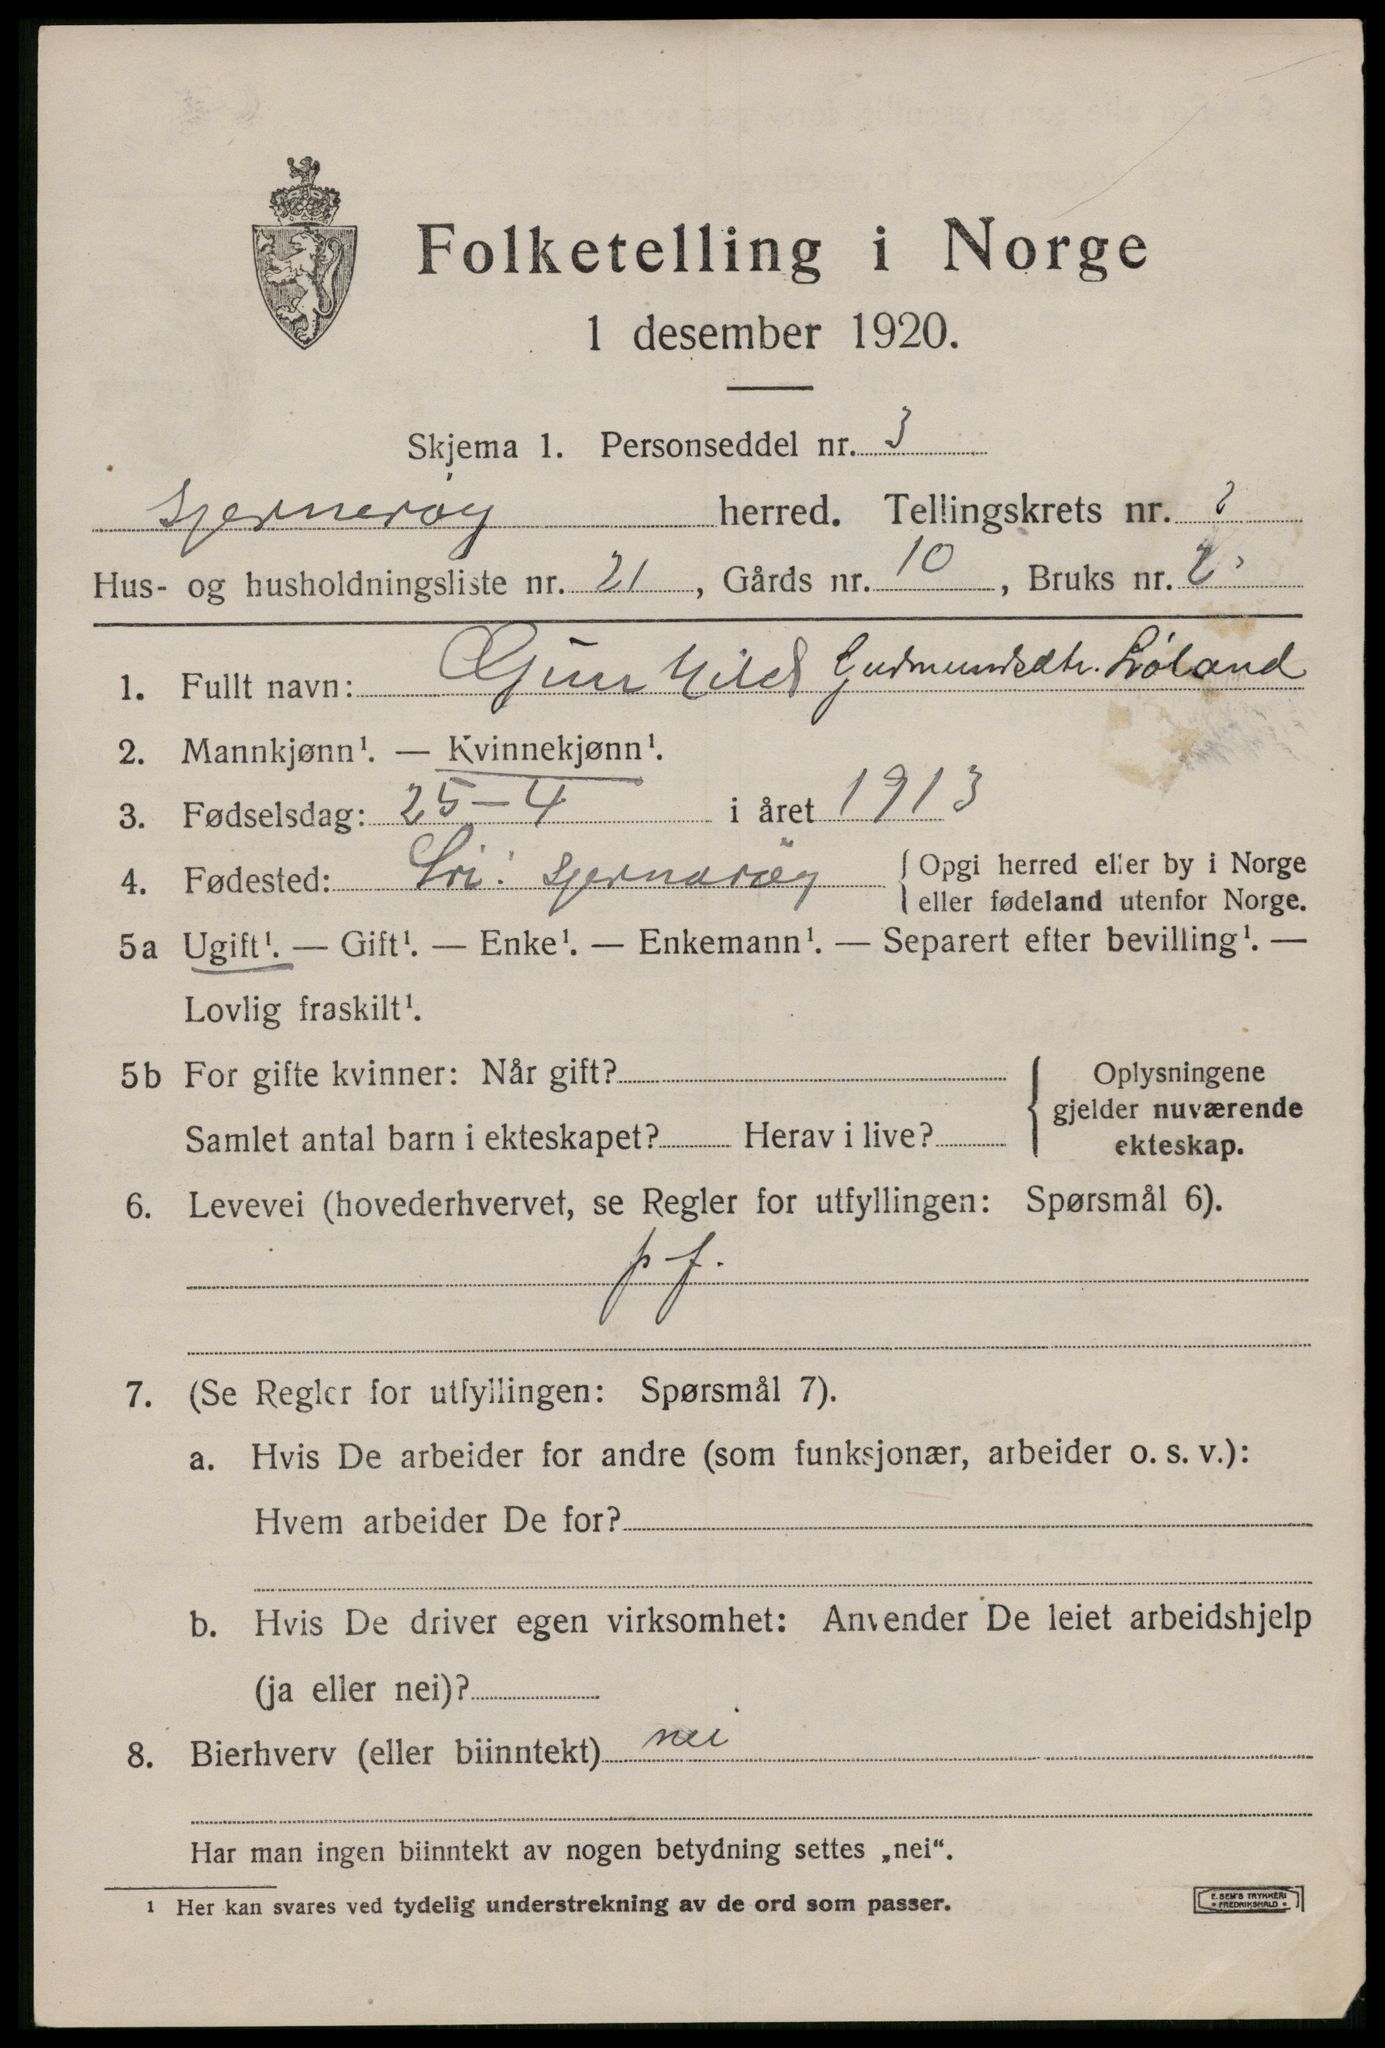 Folketelling i Norge
1 desember 1920.
Skjema 1. Personseddel nr. 3
Sjernerøy herred. Tellingskrets nr.
Hus- og husholdningsliste nr. 21, Gårds nr. 10, Bruks nr. 2
1. Fullt navn: Gunhild Gudmundsdtr. Løland
2. Mannkjønn¹. — Kvinnekjønn¹.
3. Fødselsdag: 25-4 i året 1913
4. Fødested: sjernarøy { Opgi herred eller by i Norge
eller fødeland utenfor Norge.
5a Ugift¹. — Gift¹. — Enke¹. — Enkemann¹. — Separert efter bevilling¹. —
Lovlig fraskilt¹.
5b For gifte kvinner: Når gift? { Oplysningene
gjelder nuværende
Samlet antal barn i ekteskapet? Herav i live? ekteskap.
6. Levevei (hovederhvervet, se Regler for utfyllingen: Spørsmål 6).
p f.
7. (Se Regler for utfyllingen: Spørsmål 7).
a. Hvis De arbeider for andre (som funksjonær, arbeider o. s. v.):
Hvem arbeider De for?
b. Hvis De driver egen virksomhet: Anvender De leiet arbeidshjelp
(ja eller nei)?
8. Bierhverv (eller biinntekt) nei
Har man ingen biinntekt av nogen betydning settes „nei“.
¹ Her kan svares ved tydelig understrekning av de ord som passer.
E. SEM'S TRYKKERI
FREDRIKSHALD